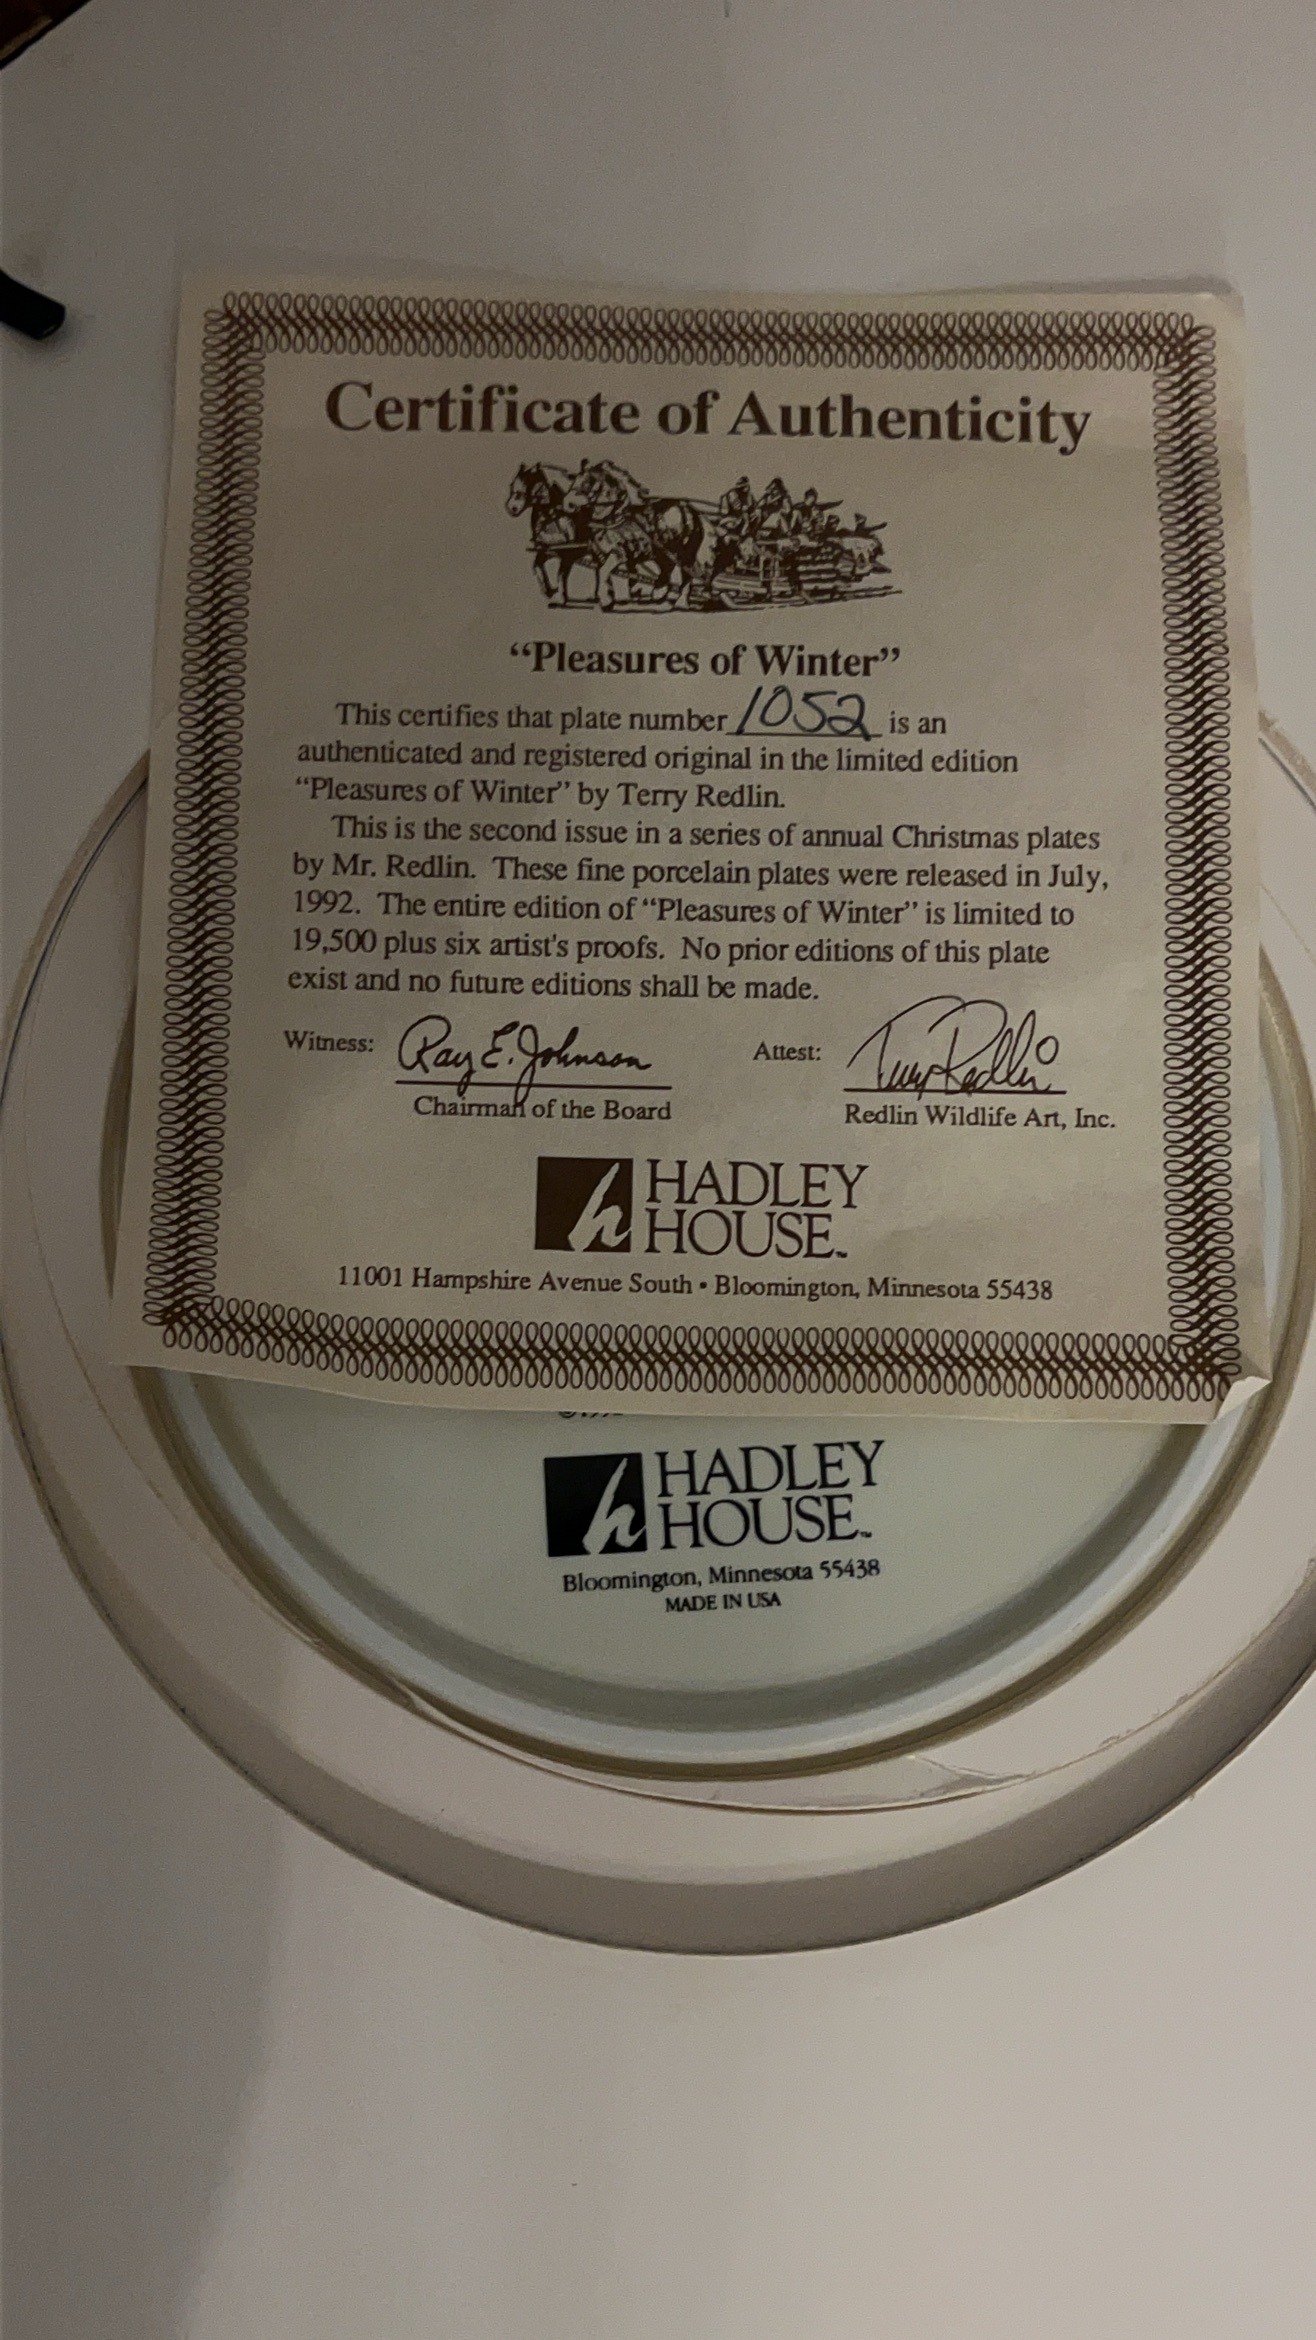 Certificate of Authenticity
“Pleasures of Winter”
This certifies that plate number 1052 is an
authenticated and registered original in the limited edition
“Pleasures of Winter” by Terry Redlin.
This is the second issue in a series of annual Christmas plates
by Mr. Redlin. These fine porcelain plates were released in July,
1992. The entire edition of “Pleasures of Winter” is limited to
19,500 plus six artist's proofs. No prior editions of this plate
exist and no future editions shall be made.
Witness: Ray E. Johnson Attest: Terry Redlin
Chairman of the Board Redlin Wildlife Art, Inc.
h HADLEY
HOUSE™
11001 Hampshire Avenue South • Bloomington, Minnesota 55438
h HADLEY
HOUSE™
Bloomington, Minnesota 55438
MADE IN USA